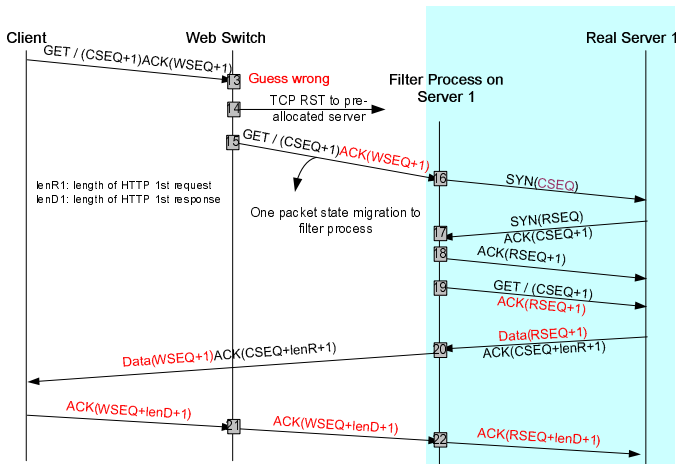 Client
Web Switch
Real Server 1
GET / (CSEQ+1)ACK(WSEQ+1)
13
Guess wrong
Filter Process on
Server 1
14
TCP RST to pre-
allocated server
15
GET / (CSEQ+1)ACK(WSEQ+1)
16
SYN(CSEQ)
lenR1: length of HTTP 1st request
lenD1: length of HTTP 1st response
One packet state migration to
filter process
SYN(RSEQ)
17
ACK(CSEQ+1)
18
ACK(RSEQ+1)
19
GET / (CSEQ+1)
ACK(RSEQ+1)
Data(RSEQ+1)
20
ACK(CSEQ+lenR+1)
Data(WSEQ+1)ACK(CSEQ+lenR+1)
ACK(WSEQ+lenD+1)
21
ACK(WSEQ+lenD+1)
22
ACK(RSEQ+lenD+1)